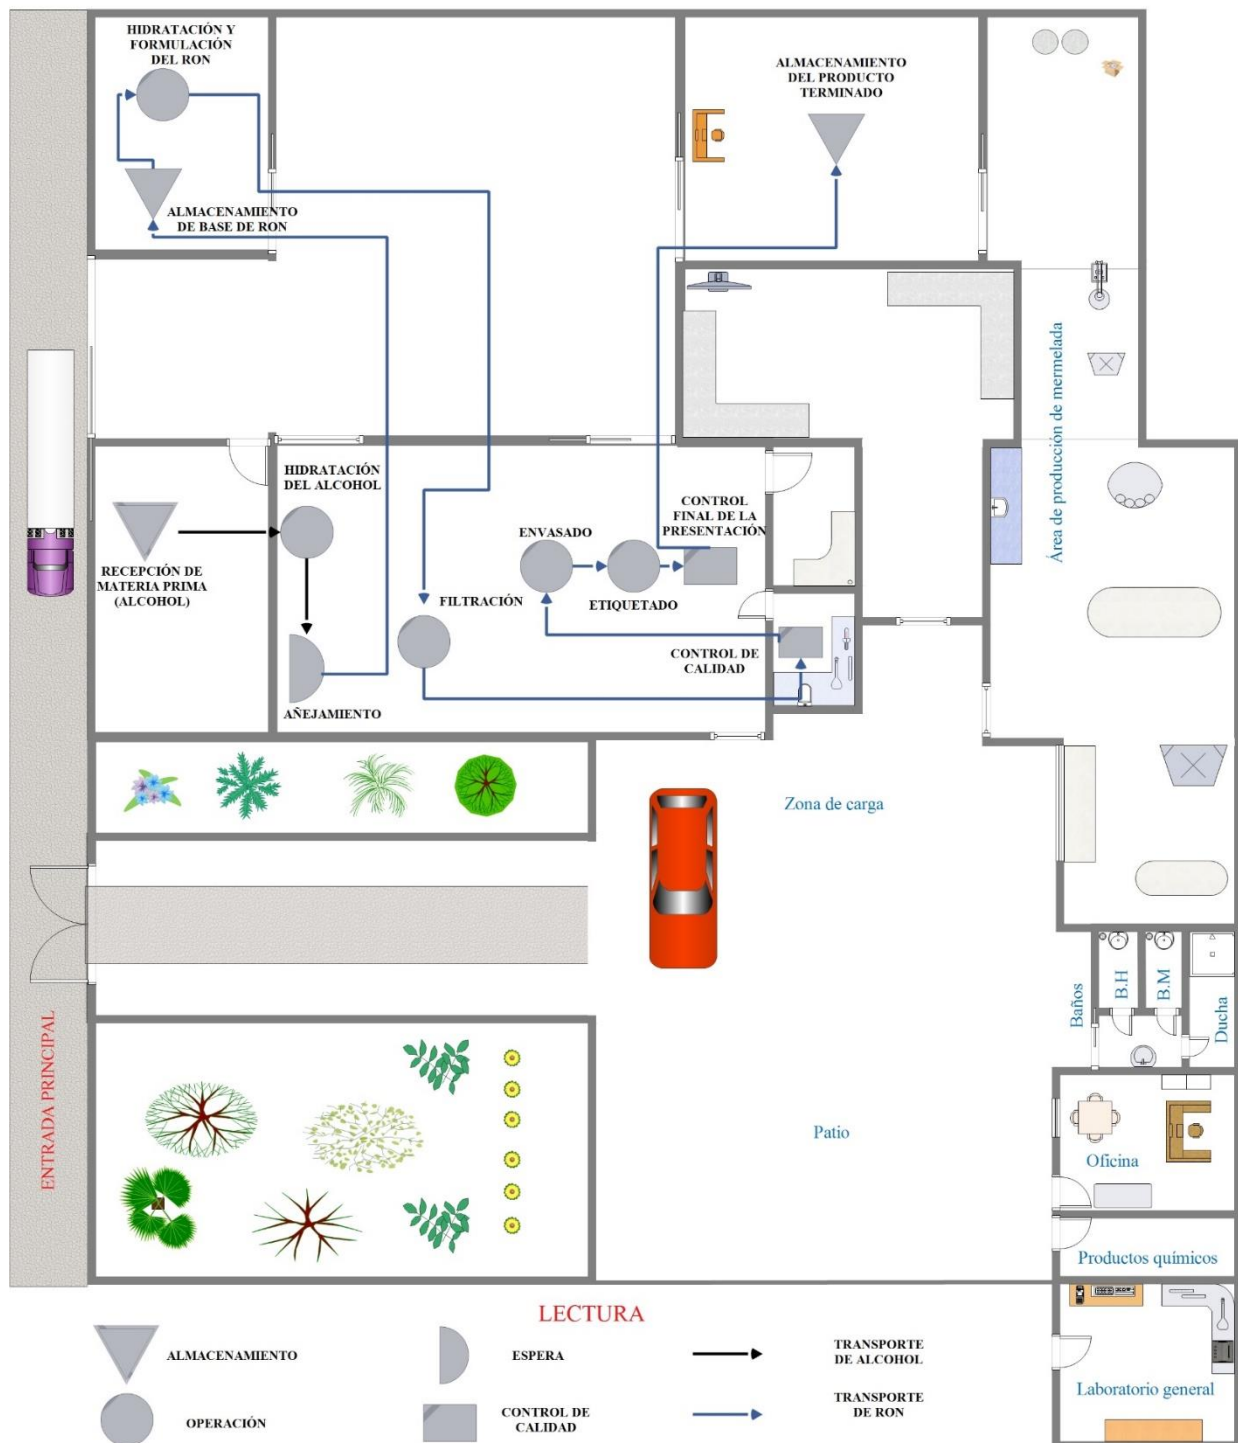 HIDRATACIÓN Y
FORMULACIÓN
DEL RON
ALMACENAMIENTO
DEL PRODUCTO
TERMINADO
ALMACENAMIENTO
DE BASE DE RON
Área de producción de mermelada
HIDRATACIÓN
DEL ALCOHOL
RECEPCIÓN DE
MATERIA PRIMA
(ALCOHOL)
CONTROL
FINAL DE LA
PRESENTACIÓN
ENVASADO
ETIQUETADO
FILTRACIÓN
CONTROL DE
CALIDAD
AÑEJAMIENTO
Zona de carga
ENTRADA PRINCIPAL
Baños
B.H
B.M
Ducha
Patio
Oficina
Productos químicos
Laboratorio general
LECTURA
ALMACENAMIENTO
ESPERA
TRANSPORTE
DE ALCOHOL
OPERACIÓN
CONTROL DE
CALIDAD
TRANSPORTE
DE RON